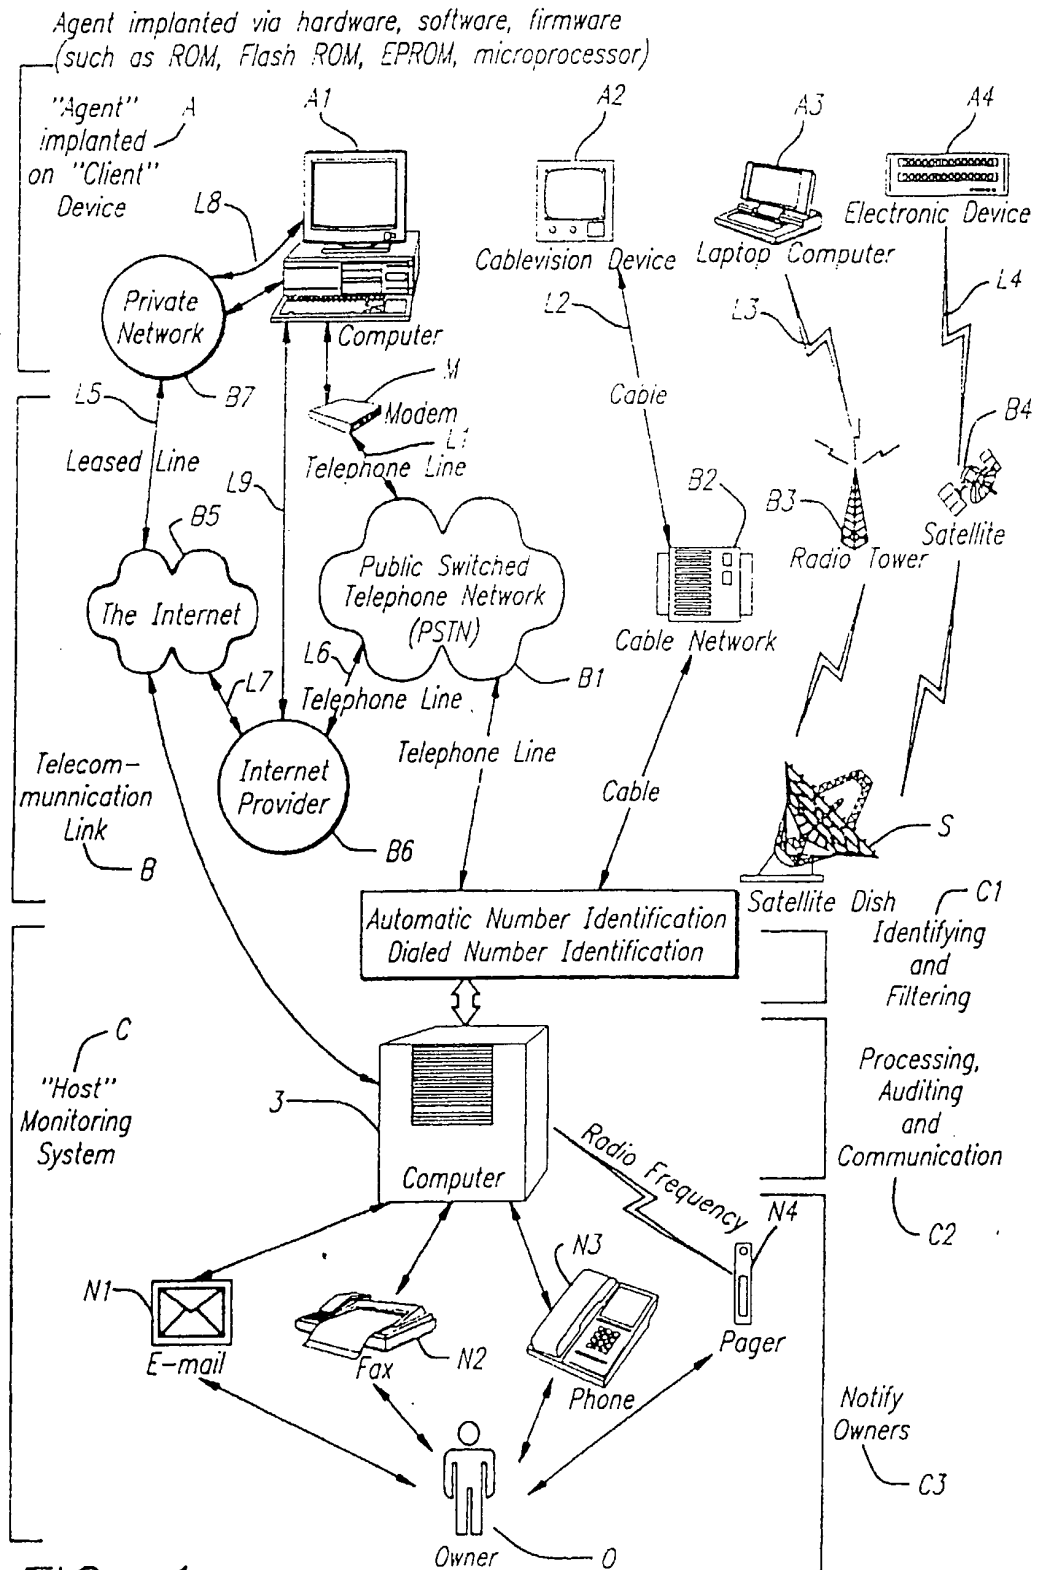 Agent implanted via hardware, software, firmware
(such as ROM, Flash ROM, EPROM, microprocessor)
"Agent"
implanted
on "Client"
Device
A
A1
A2
A3
A4
L8
Private
Network
Computer
Cablevision Device
Laptop Computer
Electronic Device
L2
L3
L4
L5
B7
M
Modem
Cable
B4
Leased Line
L9
L1
Telephone Line
B5
B2
B3
Radio Tower
Satellite
The Internet
Public Switched
Telephone Network
(PSTN)
Cable Network
L7
L6
Telephone Line
B1
Telephone Line
Telecom-
munnication
Link
B
Internet
Provider
B6
Cable
S
Satellite Dish
Automatic Number Identification
Dialed Number Identification
C1
Identifying
and
Filtering
C
"Host"
Monitoring
System
3
Computer
Radio Frequency
Processing,
Auditing
and
Communication
C2
N1
E-mail
N2
Fax
N3
Phone
N4
Pager
Notify
Owners
C3
Owner
O